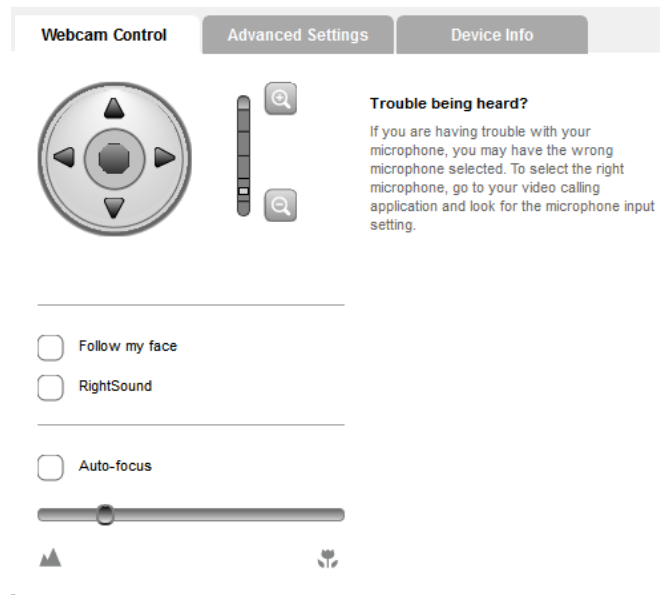 Webcam Control
Advanced Settings
Device Info
Trouble being heard?
If you are having trouble with your
microphone, you may have the wrong
microphone selected. To select the right
microphone, go to your video calling
application and look for the microphone input
setting.
Follow my face
RightSound
Auto-focus